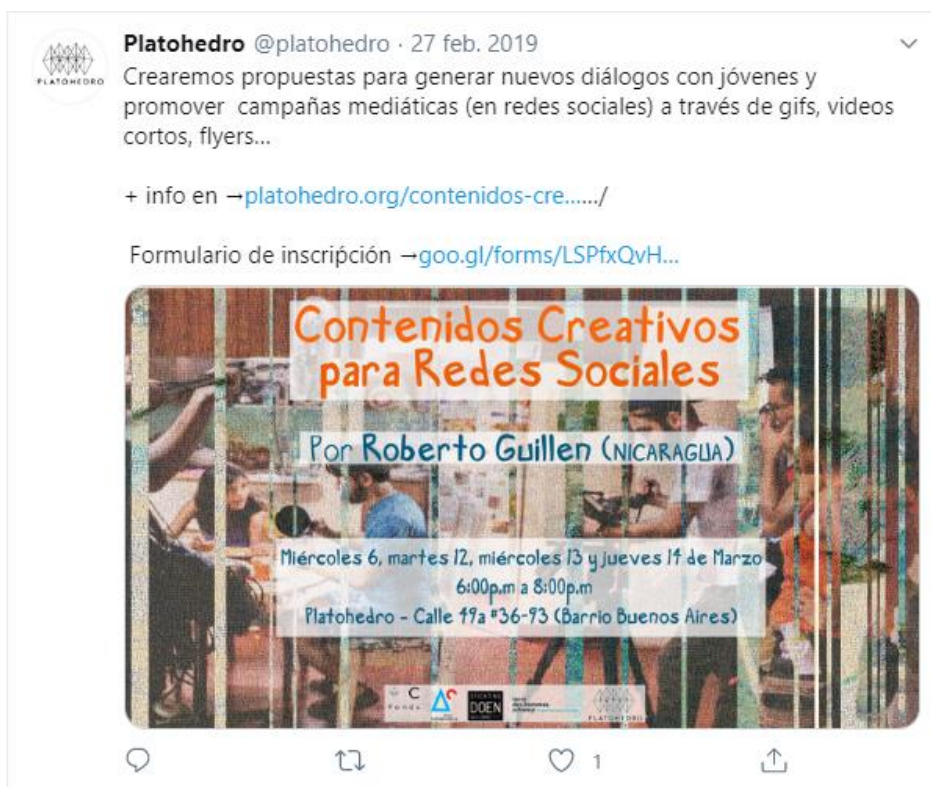 Platohedro @platohedro · 27 feb. 2019
PLATOHEDRO
Crearemos propuestas para generar nuevos diálogos con jóvenes y
promover campañas mediáticas (en redes sociales) a través de gifs, videos
cortos, flyers...
+ info en →platohedro.org/contenidos-cre....../
Formulario de inscripción →goo.gl/forms/LSPfxQvH...
Contenidos Creativos
para Redes Sociales
Por Roberto Guillen (NICARAGUA)
Miércoles 6, martes 12, miércoles 13 y jueves 14 de Marzo
6:00p.m a 8:00p.m
Platohedro - Calle 49a #36-93 (Barrio Buenos Aires)
C
Fonds
DOEN
PLATOHEDRO
1